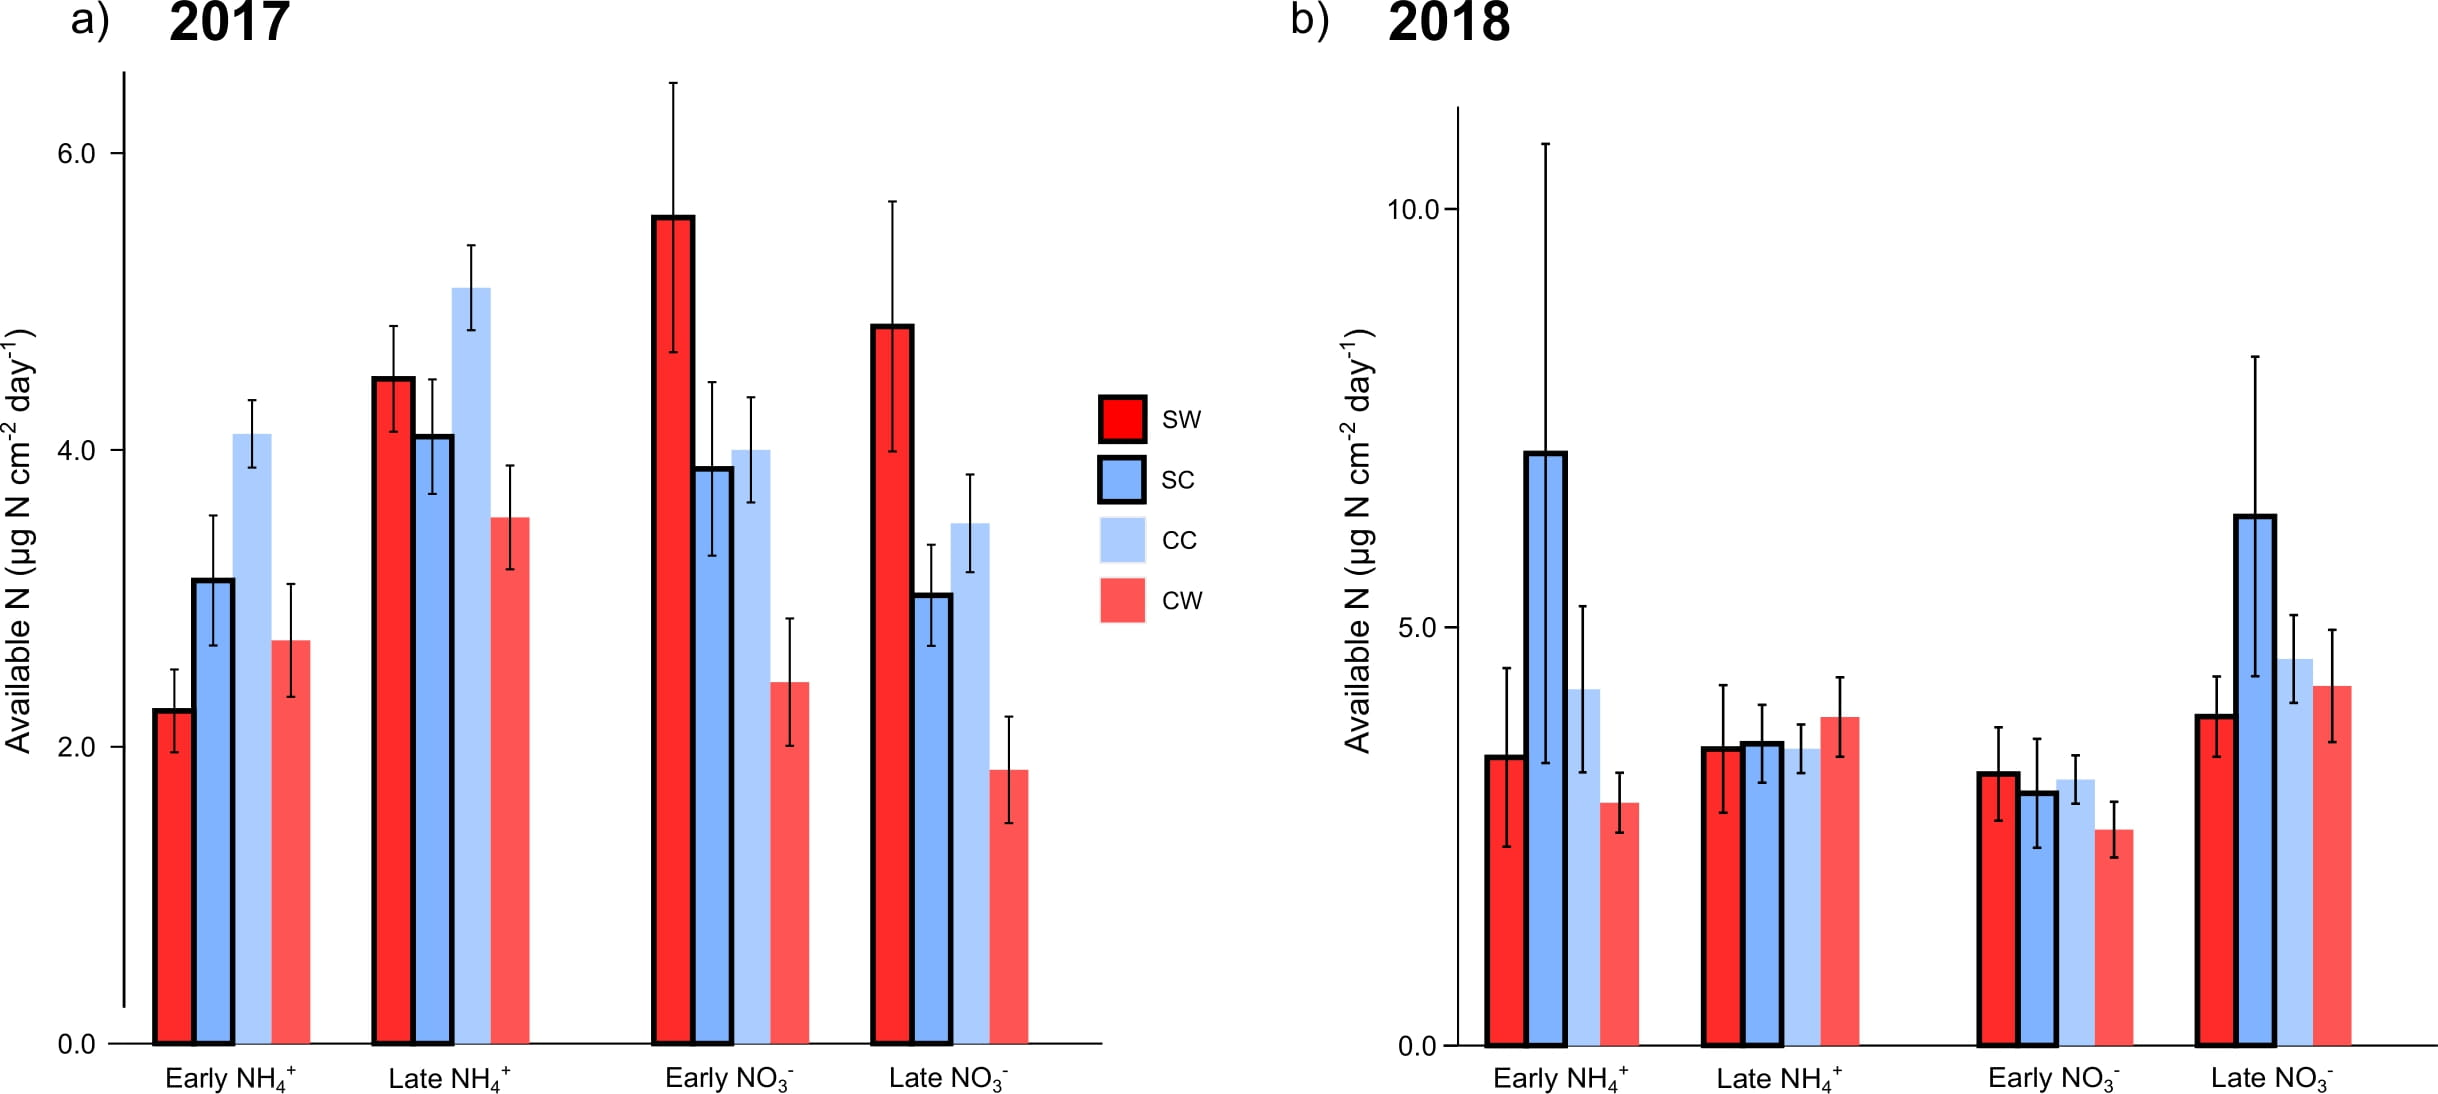 a) 2017
Available N (µg N cm⁻² day⁻¹)
6.0
4.0
2.0
0.0
Early NH₄⁺ Late NH₄⁺ Early NO₃⁻ Late NO₃⁻
SW
SC
CC
CW
b) 2018
Available N (µg N cm⁻² day⁻¹)
10.0
5.0
0.0
Early NH₄⁺ Late NH₄⁺ Early NO₃⁻ Late NO₃⁻